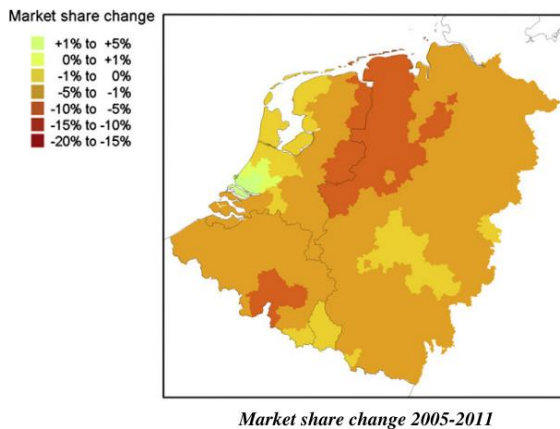 Market share change
+1% to +5%
0% to +1%
-1% to 0%
-5% to -1%
-10% to -5%
-15% to -10%
-20% to -15%
Market share change 2005-2011